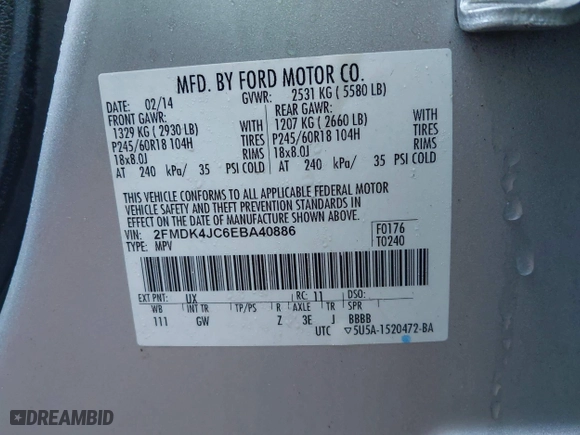 MFD. BY FORD MOTOR CO.
DATE: 02/14 GVWR: 2531 KG ( 5580 LB)
FRONT GAWR: REAR GAWR:
1329 KG ( 2930 LB) WITH 1207 KG ( 2660 LB) WITH
P245/60R18 104H TIRES P245/60R18 104H TIRES
18x8.0J RIMS 18x8.0J RIMS
AT 240 kPa/ 35 PSI COLD AT 240 kPa/ 35 PSI COLD
THIS VEHICLE CONFORMS TO ALL APPLICABLE FEDERAL MOTOR
VEHICLE SAFETY AND THEFT PREVENTION STANDARDS IN
EFFECT ON THE DATE OF MANUFACTURE SHOWN ABOVE.
VIN: 2FMDK4JC6EBA40886 F0176
TYPE: MPV T0240
EXT PNT: UX RC: 11 DSO:
WB INT TR TP/PS R AXLE TR SPR
111 GW Z 3E J BBBB
UTC ▽5U5A-1520472-BA
DREAMBID